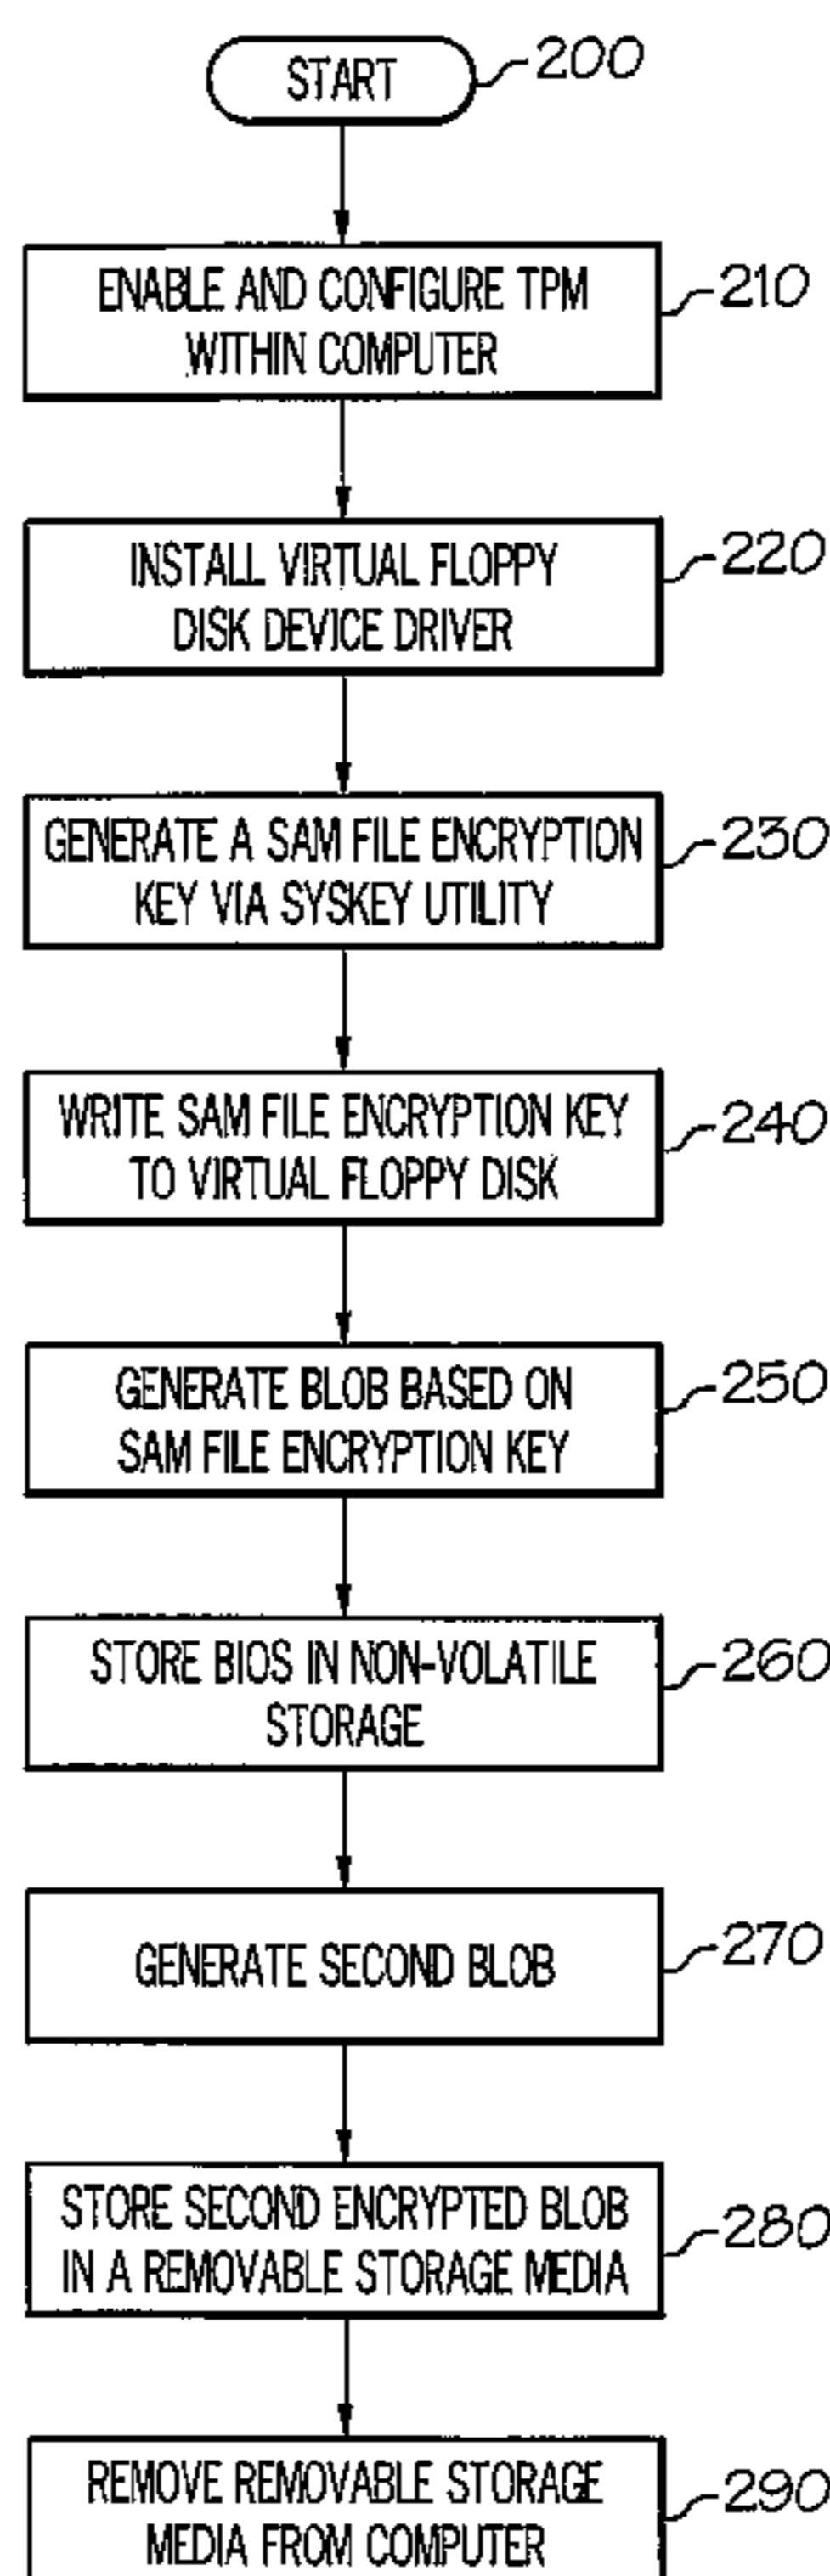 START
200
ENABLE AND CONFIGURE TPM
WITHIN COMPUTER
210
INSTALL VIRTUAL FLOPPY
DISK DEVICE DRIVER
220
GENERATE A SAM FILE ENCRYPTION
KEY VIA SYSKEY UTILITY
230
WRITE SAM FILE ENCRYPTION KEY
TO VIRTUAL FLOPPY DISK
240
GENERATE BLOB BASED ON
SAM FILE ENCRYPTION KEY
250
STORE BIOS IN NON-VOLATILE
STORAGE
260
GENERATE SECOND BLOB
270
STORE SECOND ENCRYPTED BLOB
IN A REMOVABLE STORAGE MEDIA
280
REMOVE REMOVABLE STORAGE
MEDIA FROM COMPUTER
290